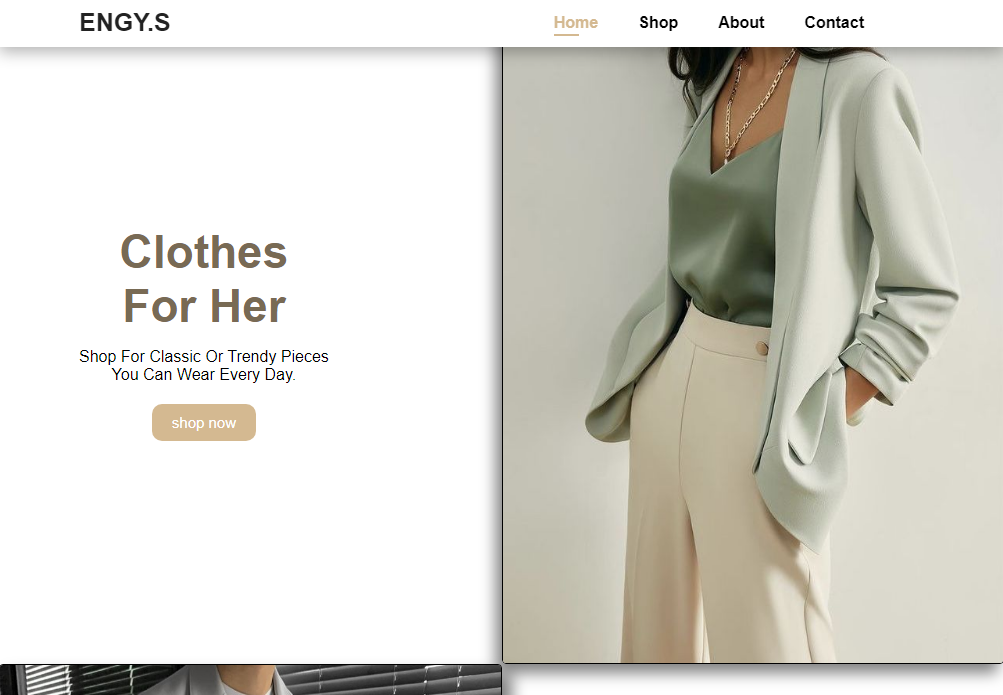 ENGY.S
Home Shop About Contact
Clothes
For Her
Shop For Classic Or Trendy Pieces
You Can Wear Every Day.
shop now